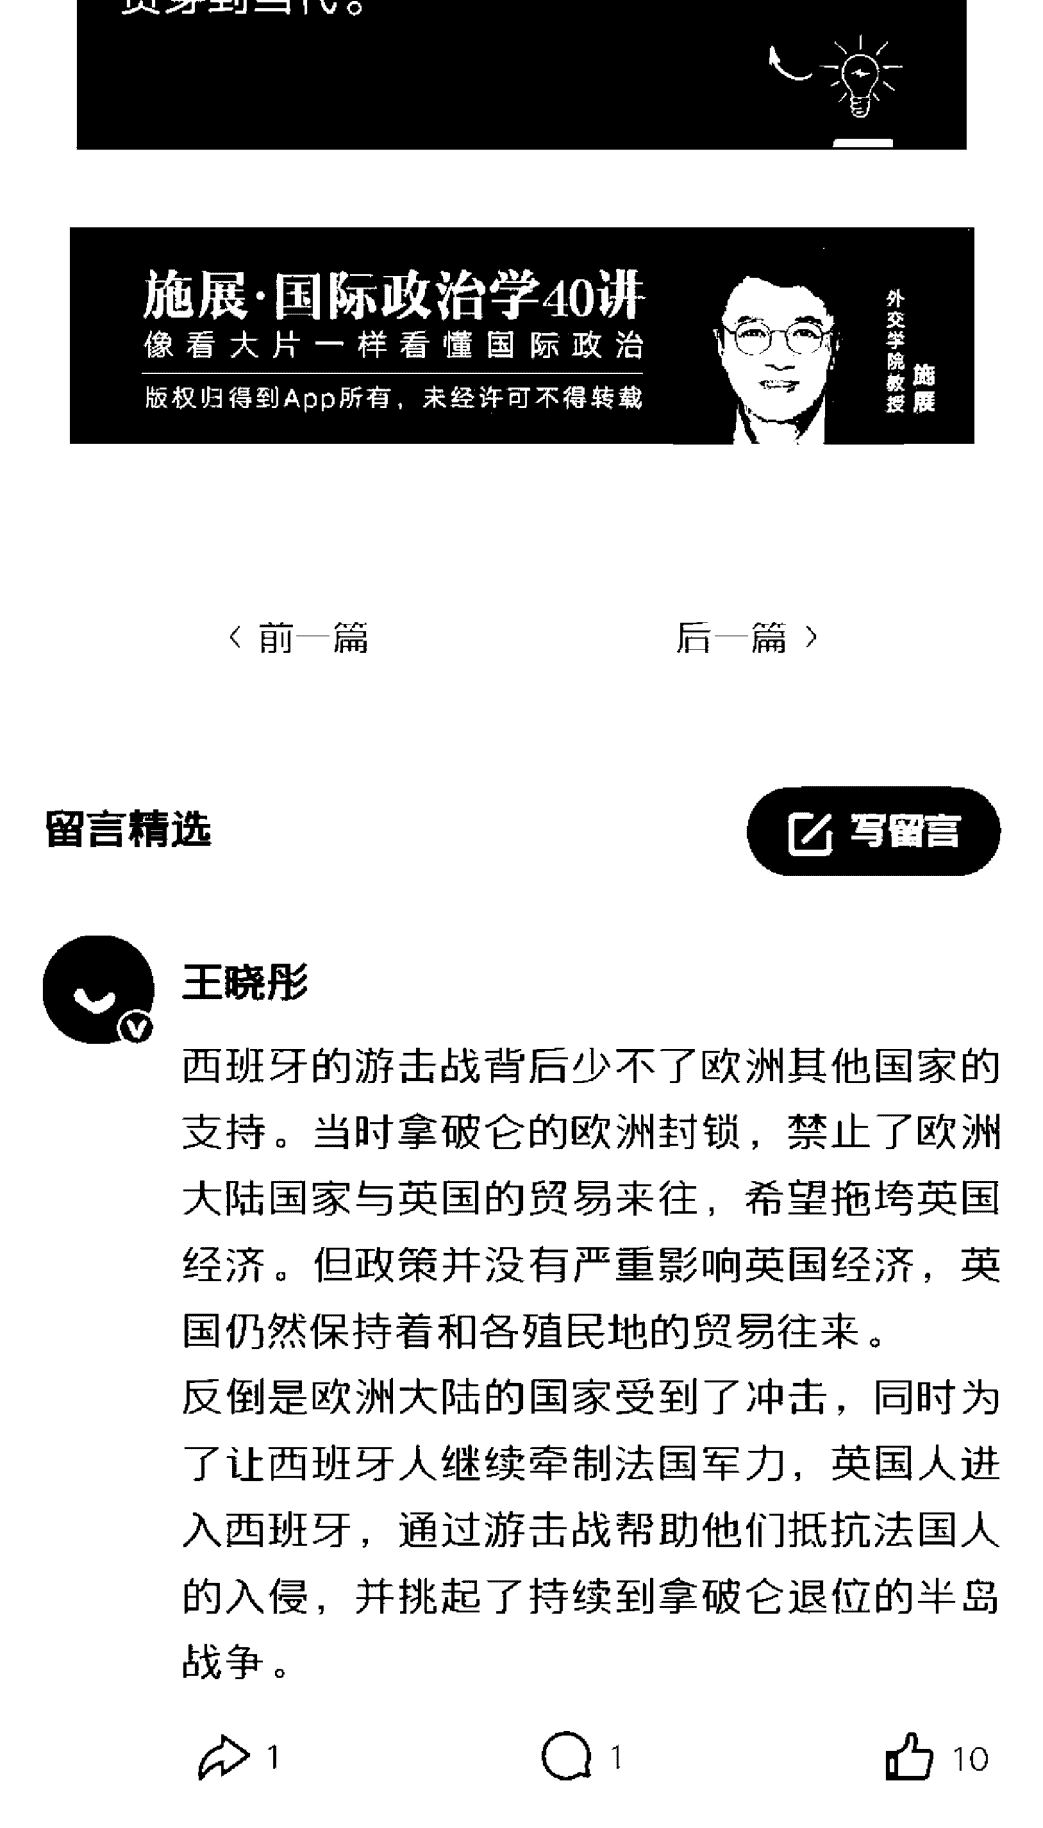 贯穿到当代。
施展·国际政治学40讲
像看大片一样看懂国际政治
版权归得到App所有，未经许可不得转载
外交学院教授
施展
前一篇
后一篇
留言精选
写留言
王晓彤
西班牙的游击战背后少不了欧洲其他国家的
支持。当时拿破仑的欧洲封锁，禁止了欧洲
大陆国家与英国的贸易来往，希望拖垮英国
经济。但政策并没有严重影响英国经济，英
国仍然保持着和各殖民地的贸易往来。
反倒是欧洲大陆的国家受到了冲击，同时为
了让西班牙人继续牵制法国军力，英国人进
入西班牙，通过游击战帮助他们抵抗法国人
的入侵，并挑起了持续到拿破仑退位的半岛
战争。
1
1
10